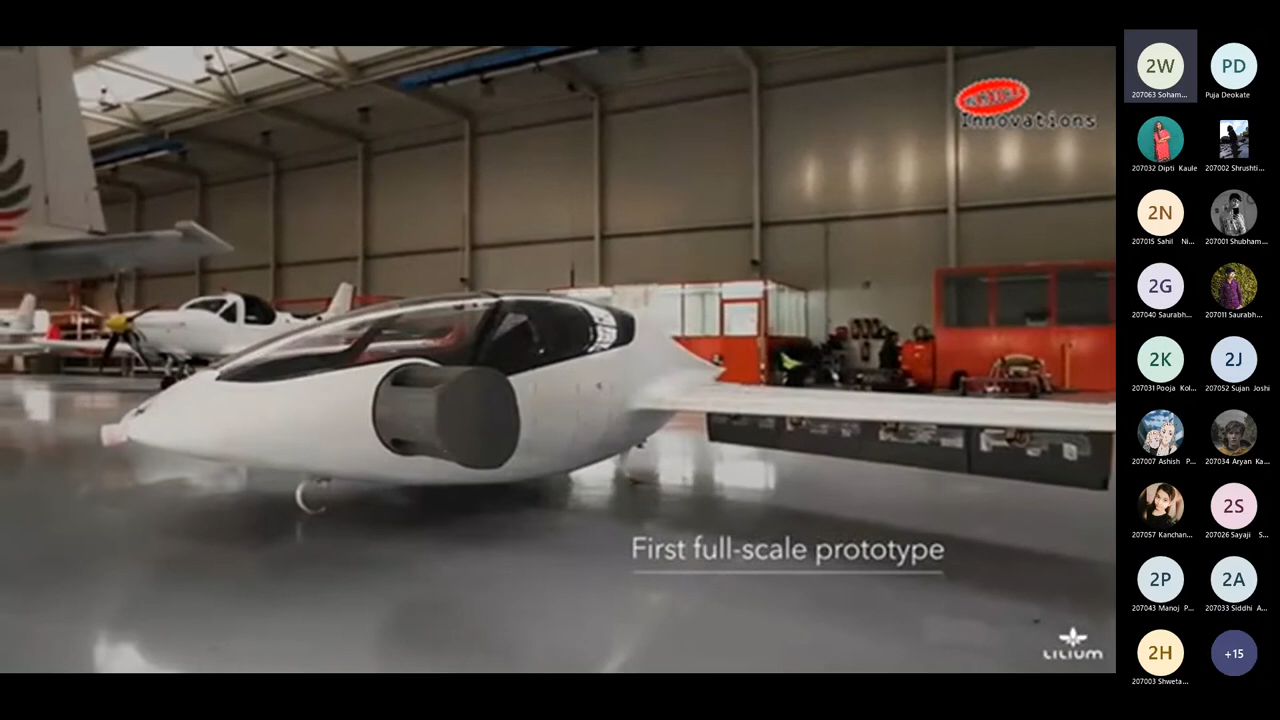 Innovations
First full-scale prototype
LILIUM
2W
207063 Soham...
PD
Puja Deokate
207032 Dipti Kaule
207002 Shrushti...
2N
207015 Sahil Ni...
207001 Shubham...
2G
207040 Saurabh...
207011 Saurabh...
2K
207031 Pooja Kol...
2J
207052 Sujan Joshi
207007 Ashish P...
207034 Aryan Ka...
207057 Kanchan...
2S
207026 Sayaji S...
2P
207043 Manoj P...
2A
207033 Siddhi A...
2H
207003 Shweta...
+15